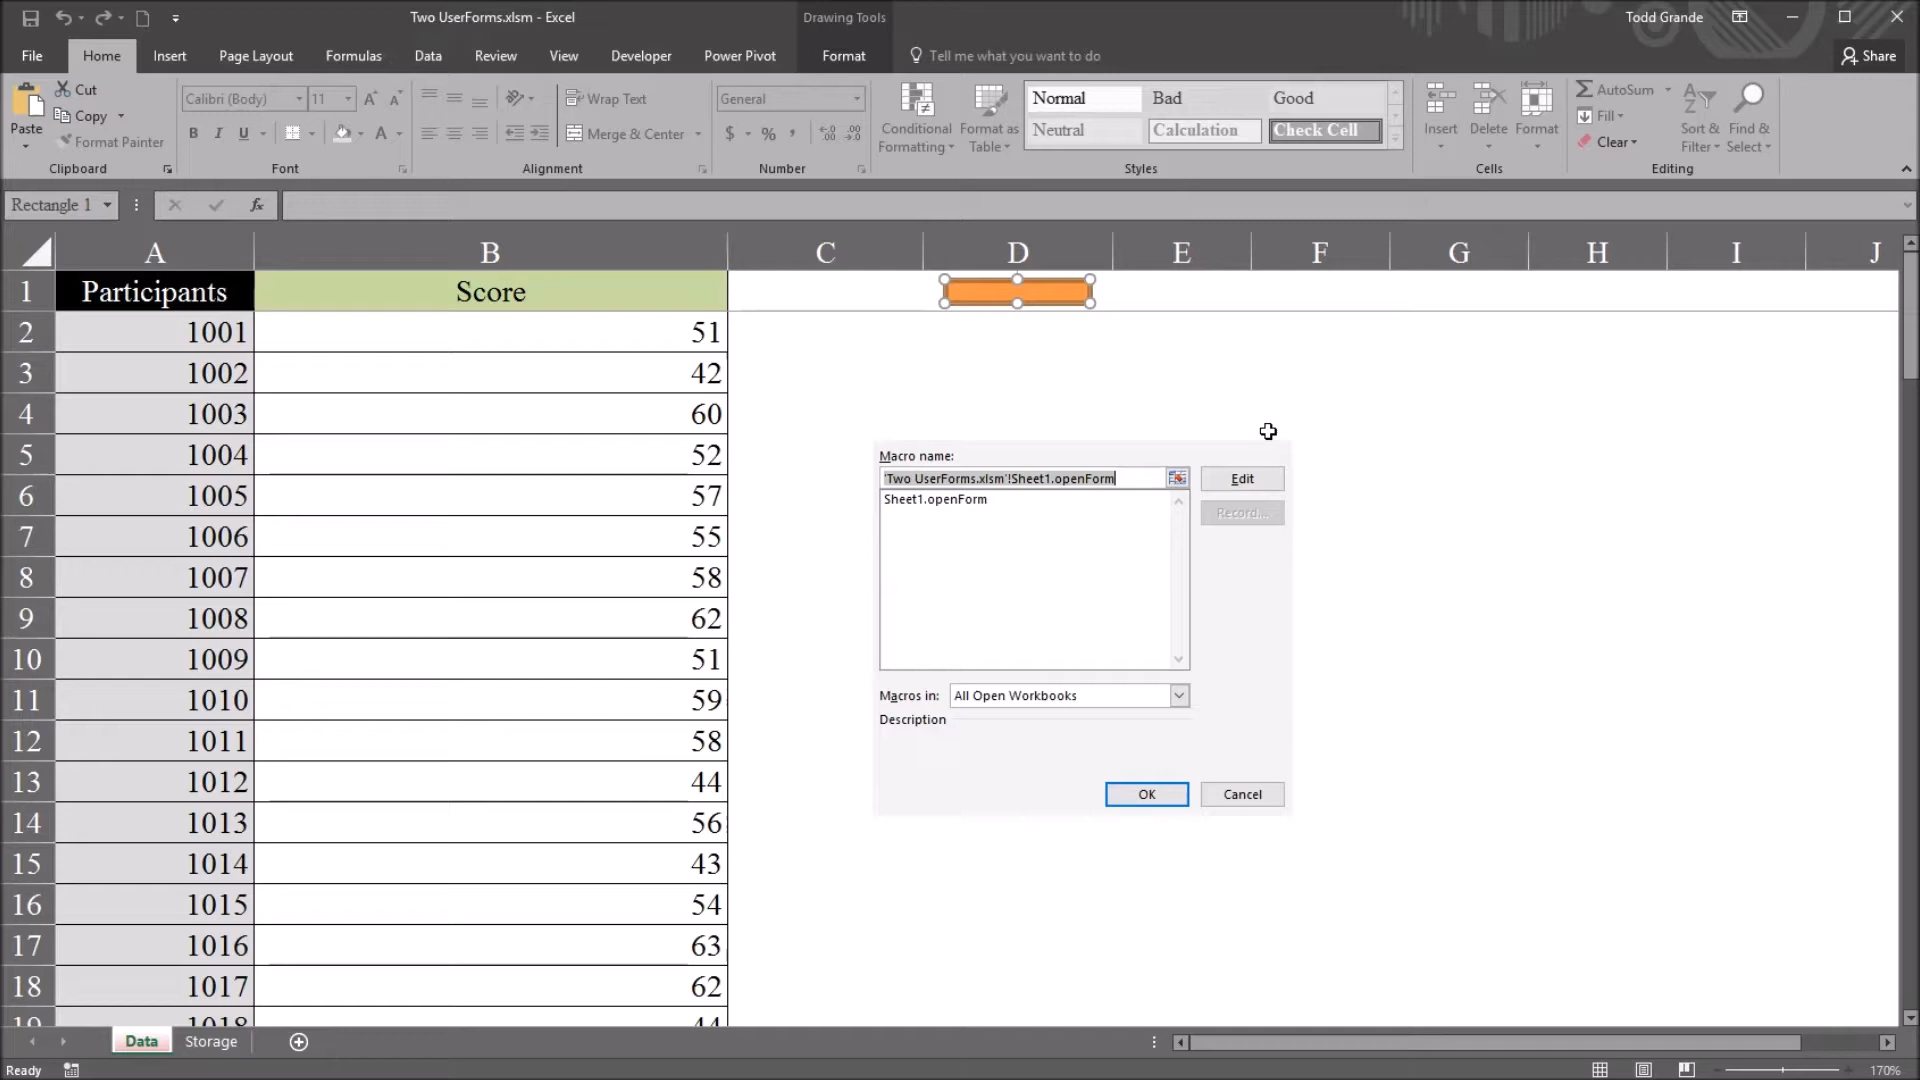 Two UserForms.xlsm - Excel
Drawing Tools
Todd Grande
File Home Insert Page Layout Formulas Data Review View Developer Power Pivot Format Tell me what you want to do Share
Paste
Cut
Copy
Format Painter
Clipboard
Calibri (Body) 11
B I U
Font
Wrap Text
Merge & Center
Alignment
General
$ % ,
Number
Conditional Formatting
Format as Table
Normal Bad Good
Neutral Calculation Check Cell
Styles
Insert Delete Format
Cells
AutoSum
Fill
Clear
Sort & Filter
Find & Select
Editing
Rectangle 1
fx
A B C D E F G H I J
1 Participants Score
2 1001 51
3 1002 42
4 1003 60
5 1004 52
6 1005 57
7 1006 55
8 1007 58
9 1008 62
10 1009 51
11 1010 59
12 1011 58
13 1012 44
14 1013 56
15 1014 43
16 1015 54
17 1016 63
18 1017 62
19 1018 44
Macro name:
'Two UserForms.xlsm'!Sheet1.openForm
Edit
Sheet1.openForm
Record...
Macros in: All Open Workbooks
Description
OK Cancel
Data Storage
Ready
170%